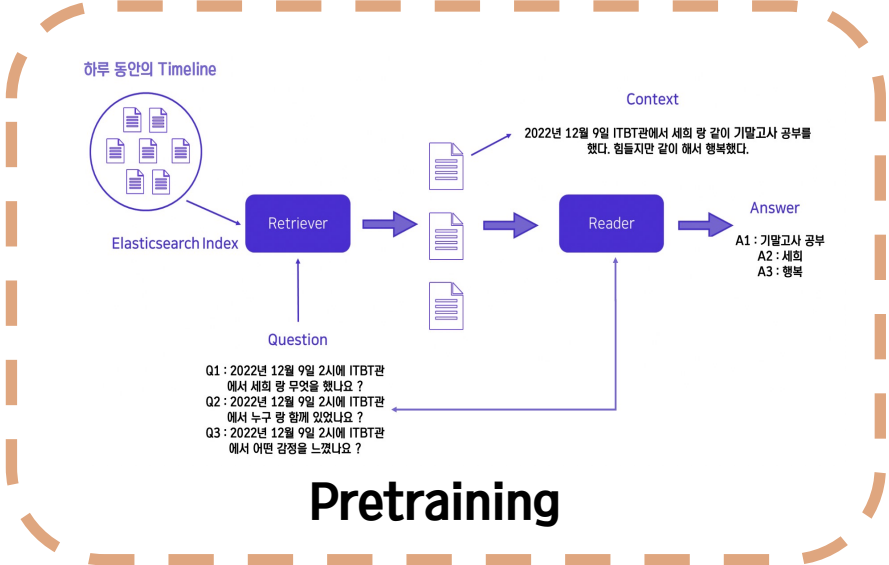 하루 동안의 Timeline
Context
2022년 12월 9일 ITBT관에서 세희 랑 같이 기말고사 공부를
했다. 힘들지만 같이 해서 행복했다.
Retriever
Reader
Elasticsearch Index
Answer
A1 : 기말고사 공부
A2 : 세희
A3 : 행복
Question
Q1 : 2022년 12월 9일 2시에 ITBT관
에서 세희 랑 무엇을 했나요 ?
Q2 : 2022년 12월 9일 2시에 ITBT관
에서 누구 랑 함께 있었나요 ?
Q3 : 2022년 12월 9일 2시에 ITBT관
에서 어떤 감정을 느꼈나요 ?
Pretraining